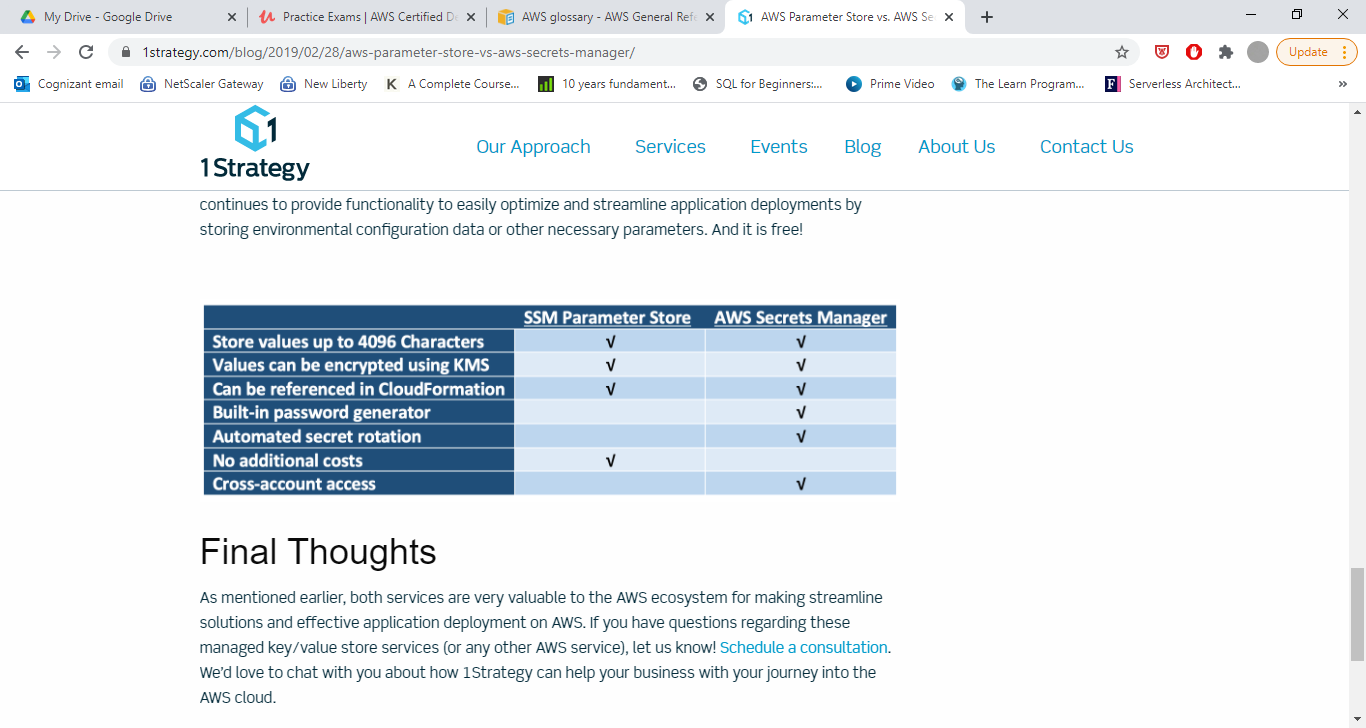 My Drive - Google Drive
Practice Exams | AWS Certified De
AWS glossary - AWS General Refe
AWS Parameter Store vs. AWS Se
1strategy.com/blog/2019/02/28/aws-parameter-store-vs-aws-secrets-manager/
Update
Cognizant email
NetScaler Gateway
New Liberty
K A Complete Course...
10 years fundament...
SQL for Beginners:...
Prime Video
The Learn Program...
F Serverless Architect...
»
1
1Strategy
Our Approach Services Events Blog About Us Contact Us
continues to provide functionality to easily optimize and streamline application deployments by
storing environmental configuration data or other necessary parameters. And it is free!
SSM Parameter Store AWS Secrets Manager
Store values up to 4096 Characters √ √
Values can be encrypted using KMS √ √
Can be referenced in CloudFormation √ √
Built-in password generator √
Automated secret rotation √
No additional costs √
Cross-account access √
Final Thoughts
As mentioned earlier, both services are very valuable to the AWS ecosystem for making streamline
solutions and effective application deployment on AWS. If you have questions regarding these
managed key/value store services (or any other AWS service), let us know! Schedule a consultation.
We'd love to chat with you about how 1Strategy can help your business with your journey into the
AWS cloud.